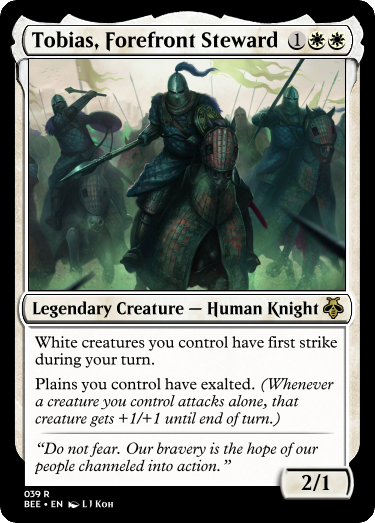 Tobias, Forefront Steward 1
Legendary Creature — Human Knight
White creatures you control have first strike
during your turn.
Plains you control have exalted. (Whenever
a creature you control attacks alone, that
creature gets +1/+1 until end of turn.)
“Do not fear. Our bravery is the hope of our
people channeled into action.”
2/1
039 R
BEE • EN LJ Koh